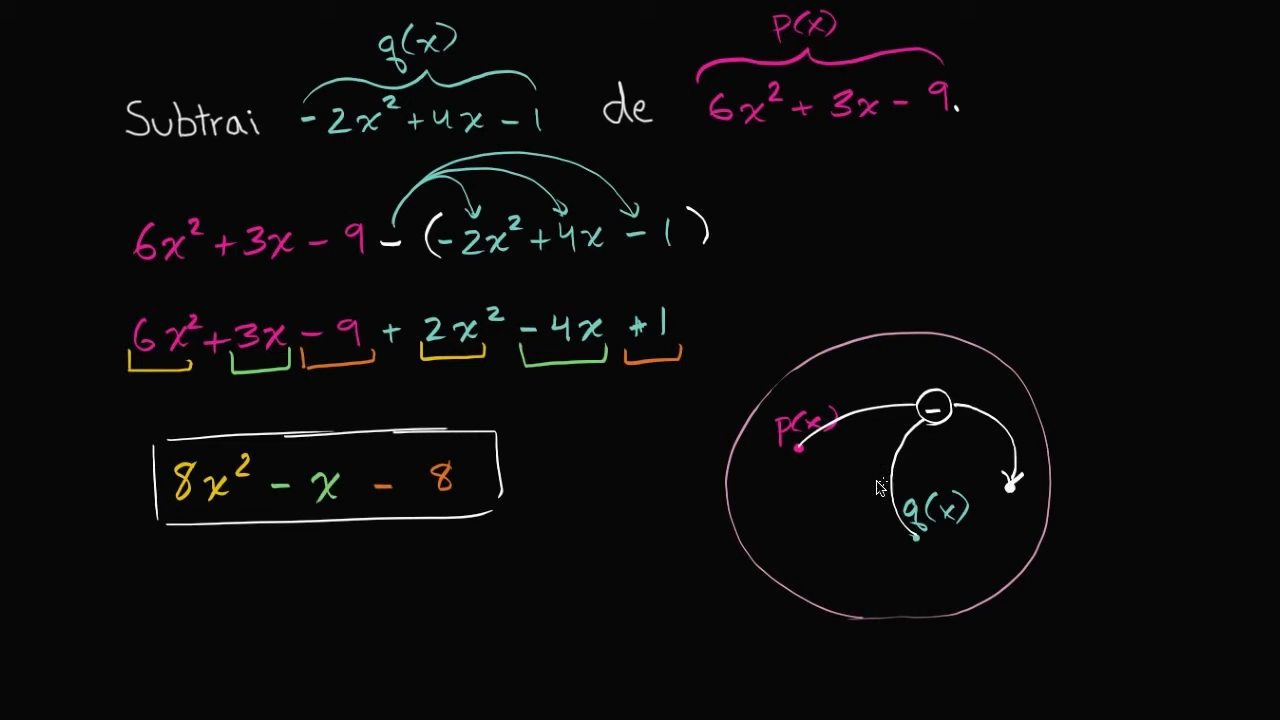 q(x) p(x)
Subtrai -2x² + 4x - 1 de 6x² + 3x - 9.
6x² + 3x - 9 - (-2x² + 4x - 1)
6x² + 3x - 9 + 2x² - 4x + 1
8x² - x - 8
p(x) -
q(x)